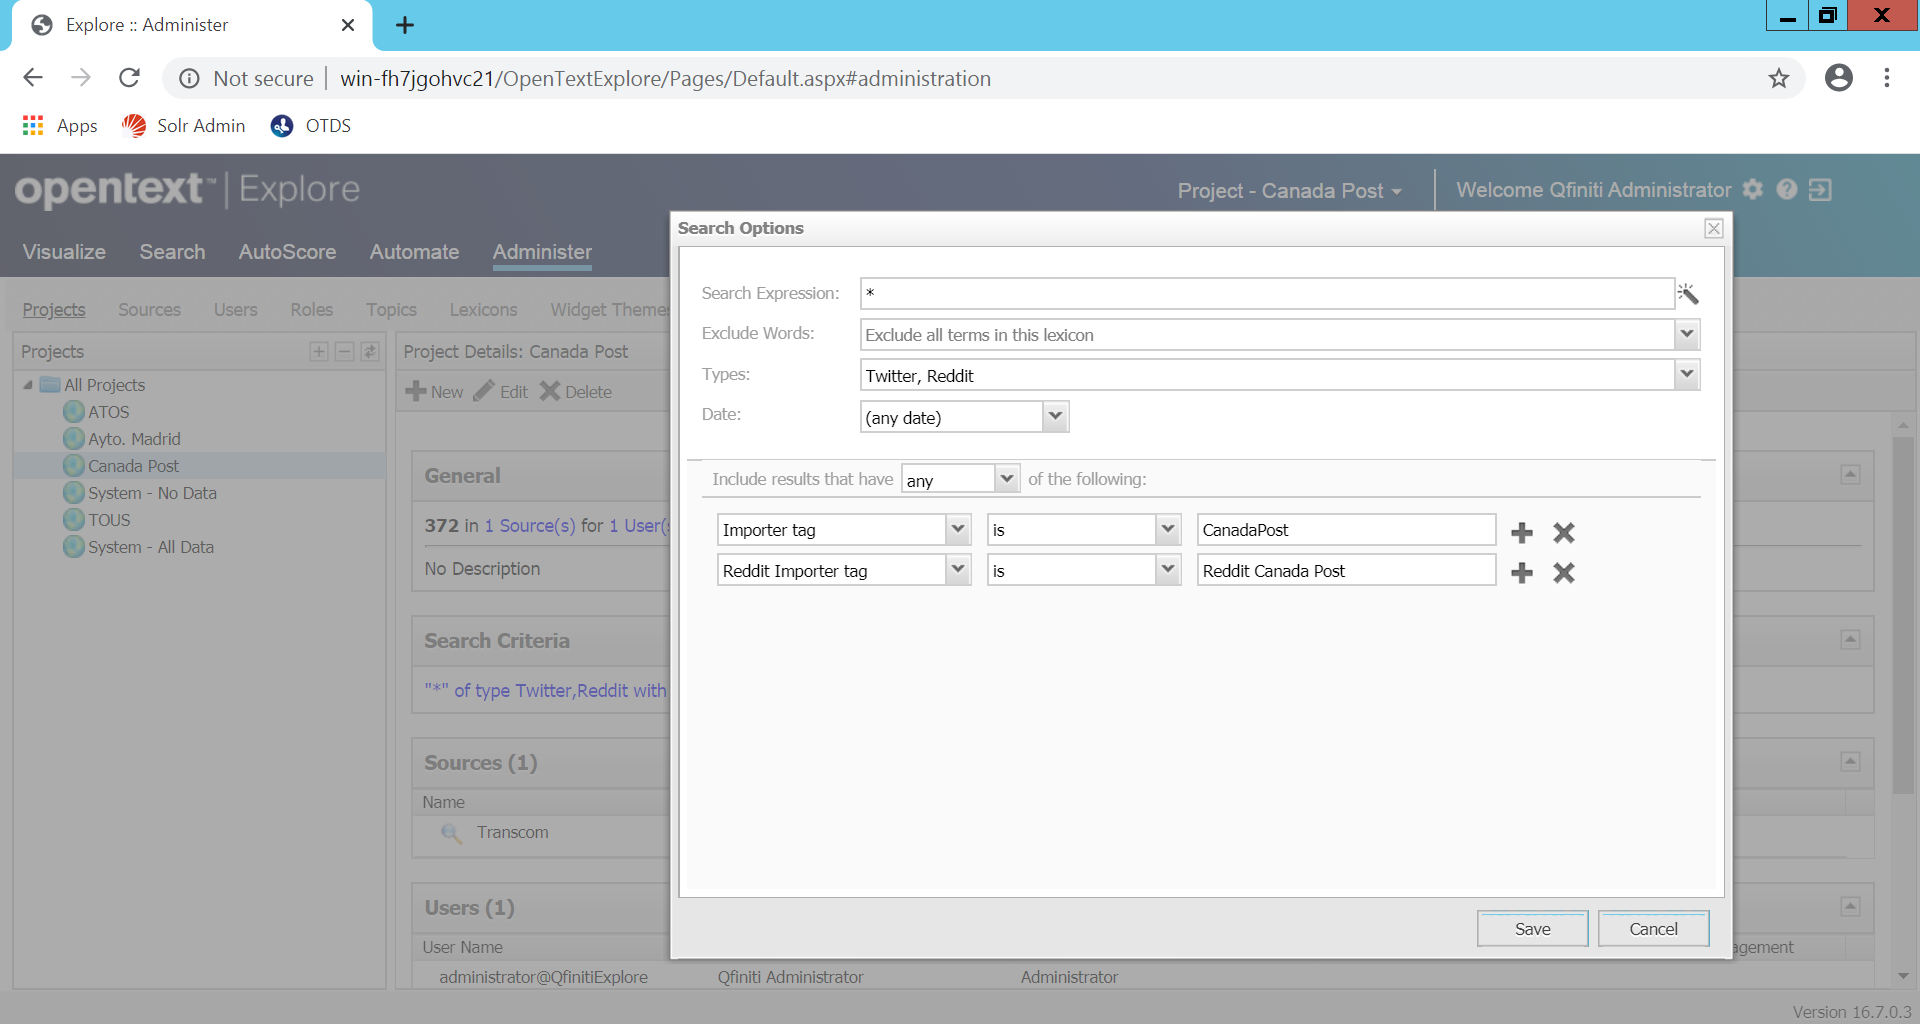 Explore :: Administer
Not secure | win-fh7jgohvc21/OpenTextExplore/Pages/Default.aspx#administration
Apps Solr Admin OTDS
opentext™ | Explore
Project - Canada Post
Welcome Qfiniti Administrator
Visualize Search AutoScore Automate Administer
Projects Sources Users Roles Topics Lexicons Widget Themes
Projects
All Projects
ATOS
Ayto. Madrid
Canada Post
System - No Data
TOUS
System - All Data
Project Details: Canada Post
New Edit Delete
General
372 in 1 Source(s) for 1 User(s
No Description
Search Criteria
"*" of type Twitter,Reddit with
Sources (1)
Name
Transcom
Users (1)
User Name
agement
administrator@QfinitiExplore Qfiniti Administrator Administrator
Search Options
Search Expression: *
Exclude Words: Exclude all terms in this lexicon
Types: Twitter, Reddit
Date: (any date)
Include results that have any of the following:
Importer tag is CanadaPost
Reddit Importer tag is Reddit Canada Post
Save Cancel
Version 16.7.0.3